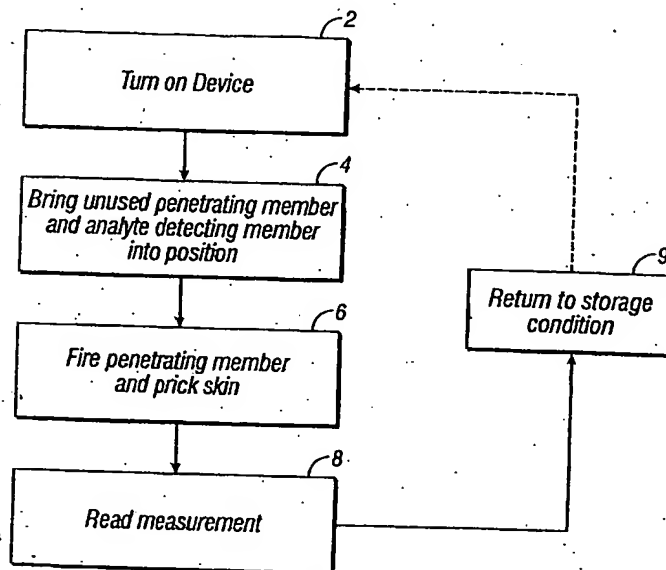 2
Turn on Device
4
Bring unused penetrating member
and analyte detecting member
into position
9
Return to storage
condition
6
Fire penetrating member
and prick skin
8
Read measurement